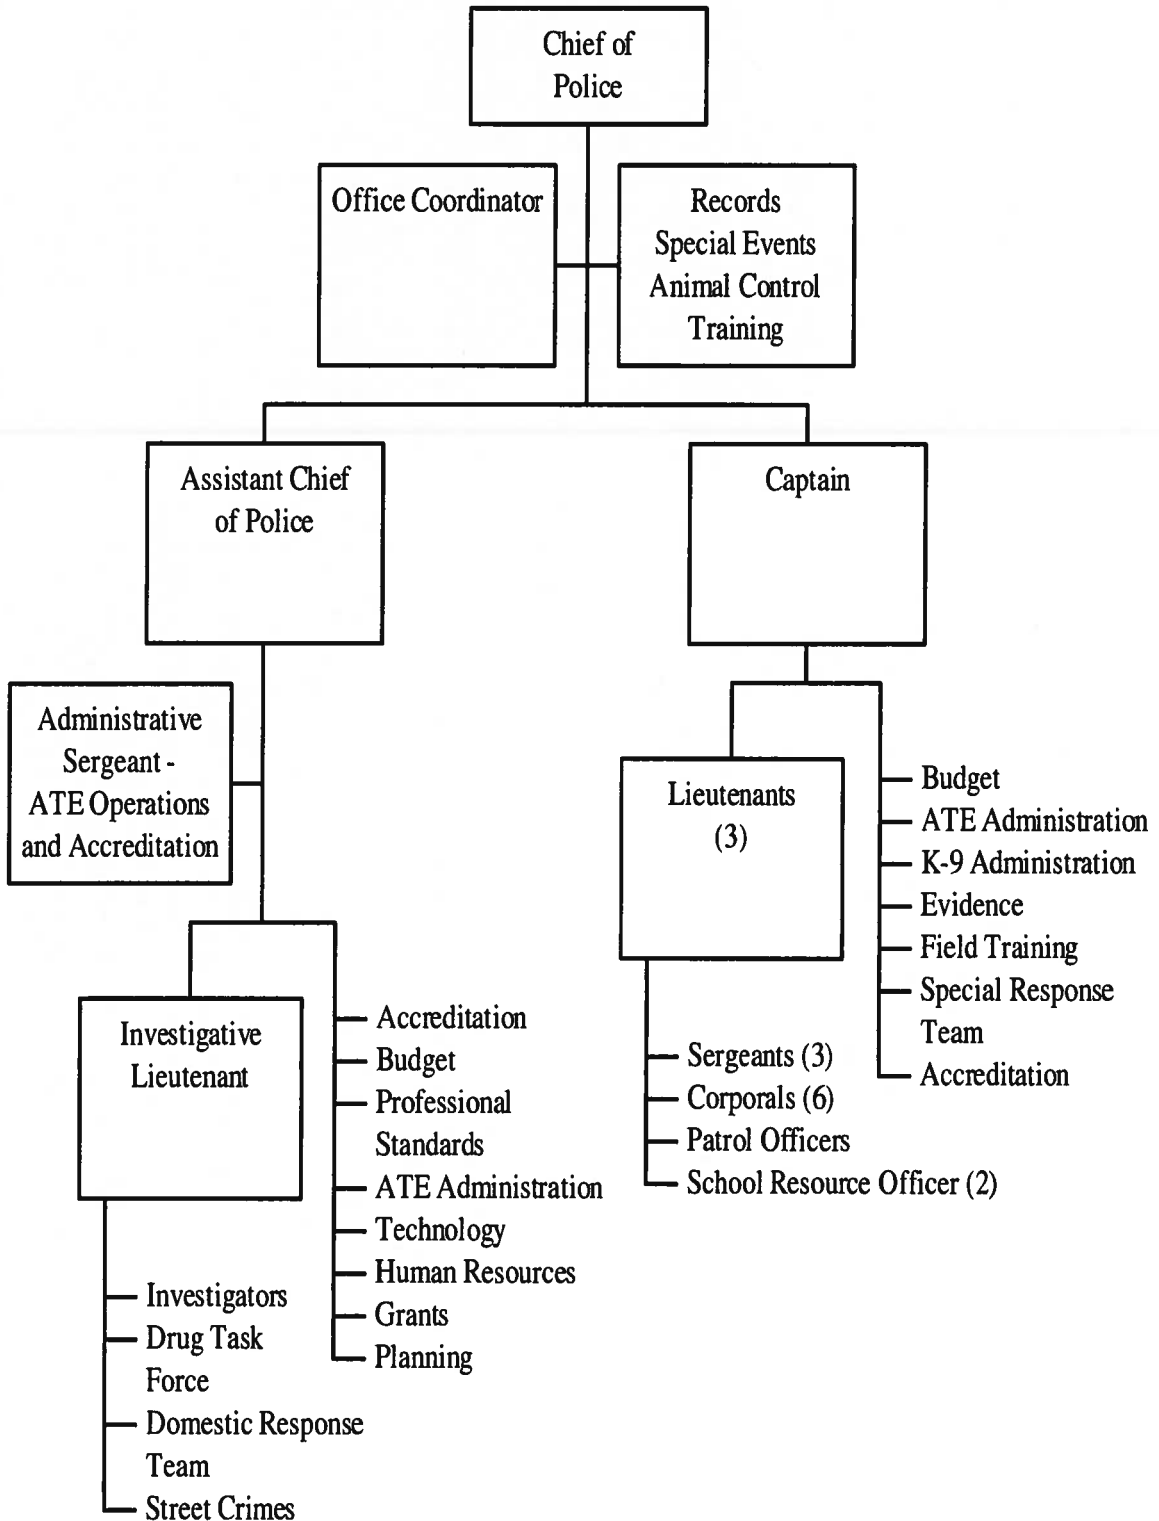 Chief of
Police
Office Coordinator
Records
Special Events
Animal Control
Training
Assistant Chief
of Police
Captain
Administrative
Sergeant -
ATE Operations
and Accreditation
Lieutenants
(3)
Budget
ATE Administration
K-9 Administration
Evidence
Field Training
Special Response
Team
Accreditation
Sergeants (3)
Corporals (6)
Patrol Officers
School Resource Officer (2)
Investigative
Lieutenant
Accreditation
Budget
Professional
Standards
ATE Administration
Technology
Human Resources
Grants
Planning
Investigators
Drug Task
Force
Domestic Response
Team
Street Crimes